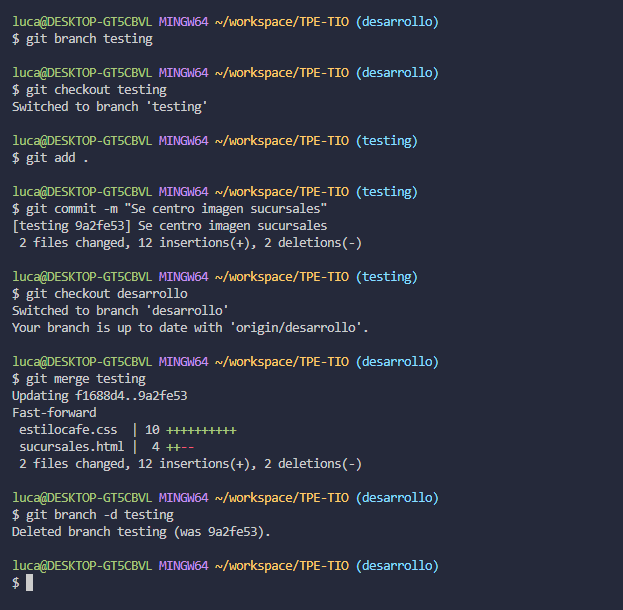 luca@DESKTOP-GT5CBVL MINGW64 ~/workspace/TPE-TIO (desarrollo)
$ git branch testing
luca@DESKTOP-GT5CBVL MINGW64 ~/workspace/TPE-TIO (desarrollo)
$ git checkout testing
Switched to branch 'testing'
luca@DESKTOP-GT5CBVL MINGW64 ~/workspace/TPE-TIO (testing)
$ git add .
luca@DESKTOP-GT5CBVL MINGW64 ~/workspace/TPE-TIO (testing)
$ git commit -m "Se centro imagen sucursales"
[testing 9a2fe53] Se centro imagen sucursales
 2 files changed, 12 insertions(+), 2 deletions(-)
luca@DESKTOP-GT5CBVL MINGW64 ~/workspace/TPE-TIO (testing)
$ git checkout desarrollo
Switched to branch 'desarrollo'
Your branch is up to date with 'origin/desarrollo'.
luca@DESKTOP-GT5CBVL MINGW64 ~/workspace/TPE-TIO (desarrollo)
$ git merge testing
Updating f1688d4..9a2fe53
Fast-forward
 estilocafe.css  | 10 ++++++++++
 sucursales.html |  4 ++--
 2 files changed, 12 insertions(+), 2 deletions(-)
luca@DESKTOP-GT5CBVL MINGW64 ~/workspace/TPE-TIO (desarrollo)
$ git branch -d testing
Deleted branch testing (was 9a2fe53).
luca@DESKTOP-GT5CBVL MINGW64 ~/workspace/TPE-TIO (desarrollo)
$